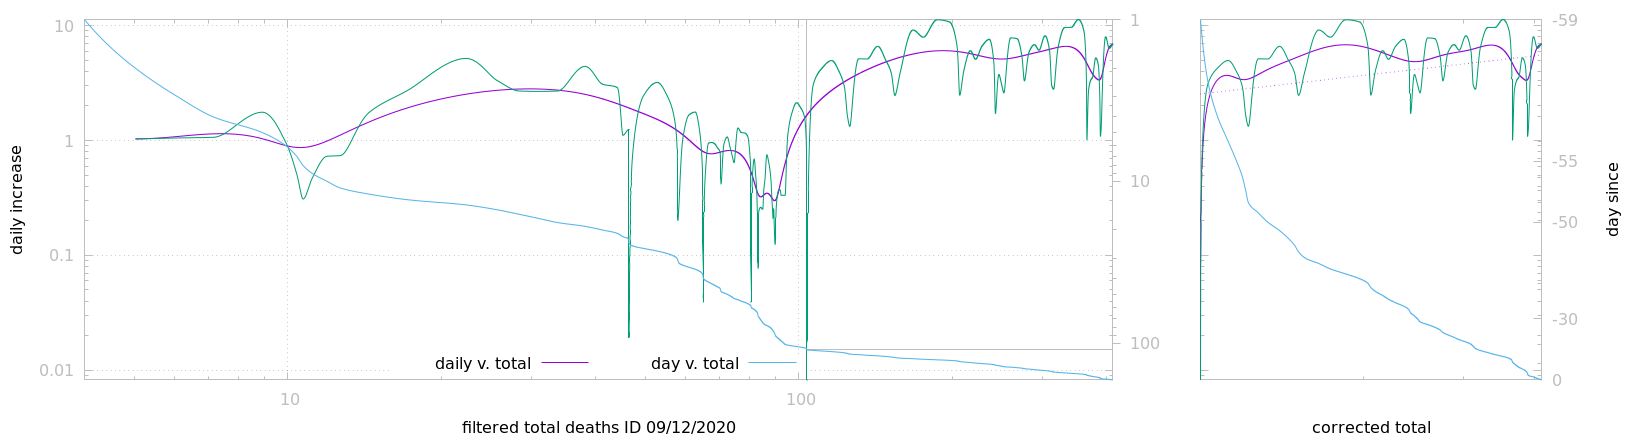 10
1
0.1
0.01
daily increase
daily v. total
day v. total
10
100
filtered total deaths ID 09/12/2020
1
10
100
-59
-55
-50
-30
0
day since
corrected total